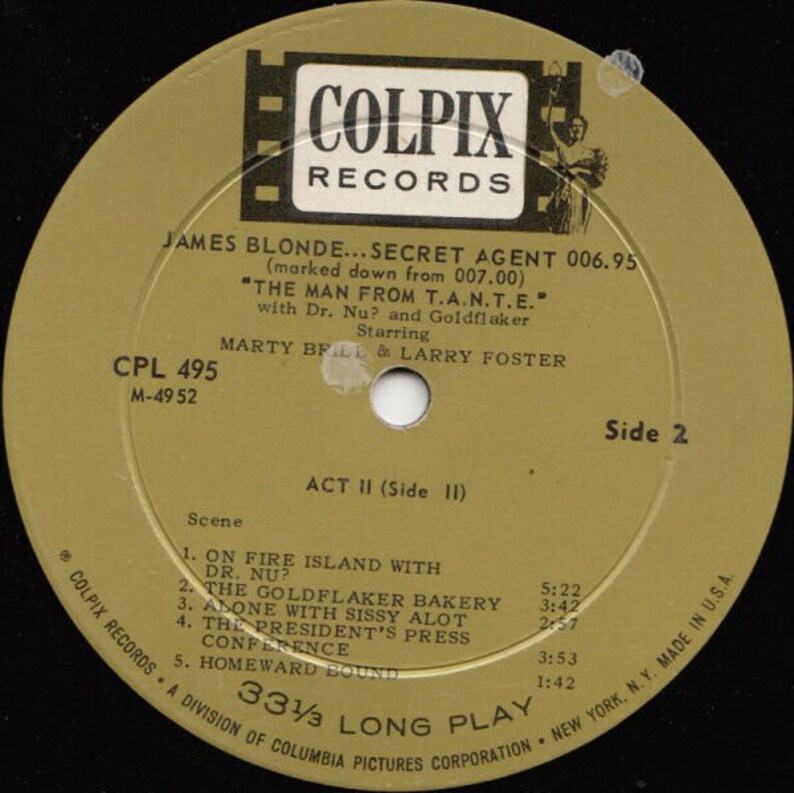 COLPIX
RECORDS
JAMES BLONDE...SECRET AGENT 006.95
(marked down from 007.00)
"THE MAN FROM T.A.N.T.E."
with Dr. Nu? and Goldflaker
Starring
MARTY BRILL & LARRY FOSTER
CPL 495
M-4952
Side 2
ACT II (Side II)
Scene
1. ON FIRE ISLAND WITH
DR. NU? 5:22
2. THE GOLDFLAKER BAKERY 3:42
3. ALONE WITH SISSY ALOT 2:57
4. THE PRESIDENT'S PRESS
CONFERENCE 3:53
5. HOMEWARD BOUND 1:42
33⅓ LONG PLAY
℗ COLPIX RECORDS • A DIVISION OF COLUMBIA PICTURES CORPORATION • NEW YORK, N.Y. MADE IN U.S.A.